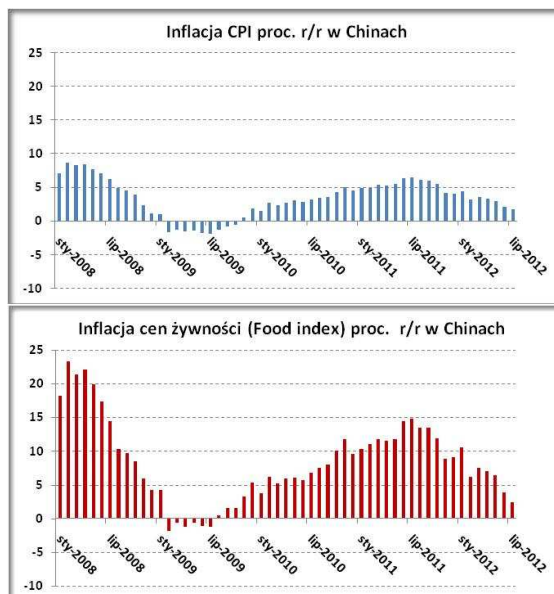 Inflacja CPI proc. r/r w Chinach
25
20
15
10
5
0
-5
-10
sty-2008
lip-2008
sty-2009
lip-2009
sty-2010
lip-2010
sty-2011
lip-2011
sty-2012
lip-2012
Inflacja cen żywności (Food index) proc. r/r w Chinach
25
20
15
10
5
0
-5
-10
sty-2008
lip-2008
sty-2009
lip-2009
sty-2010
lip-2010
sty-2011
lip-2011
sty-2012
lip-2012